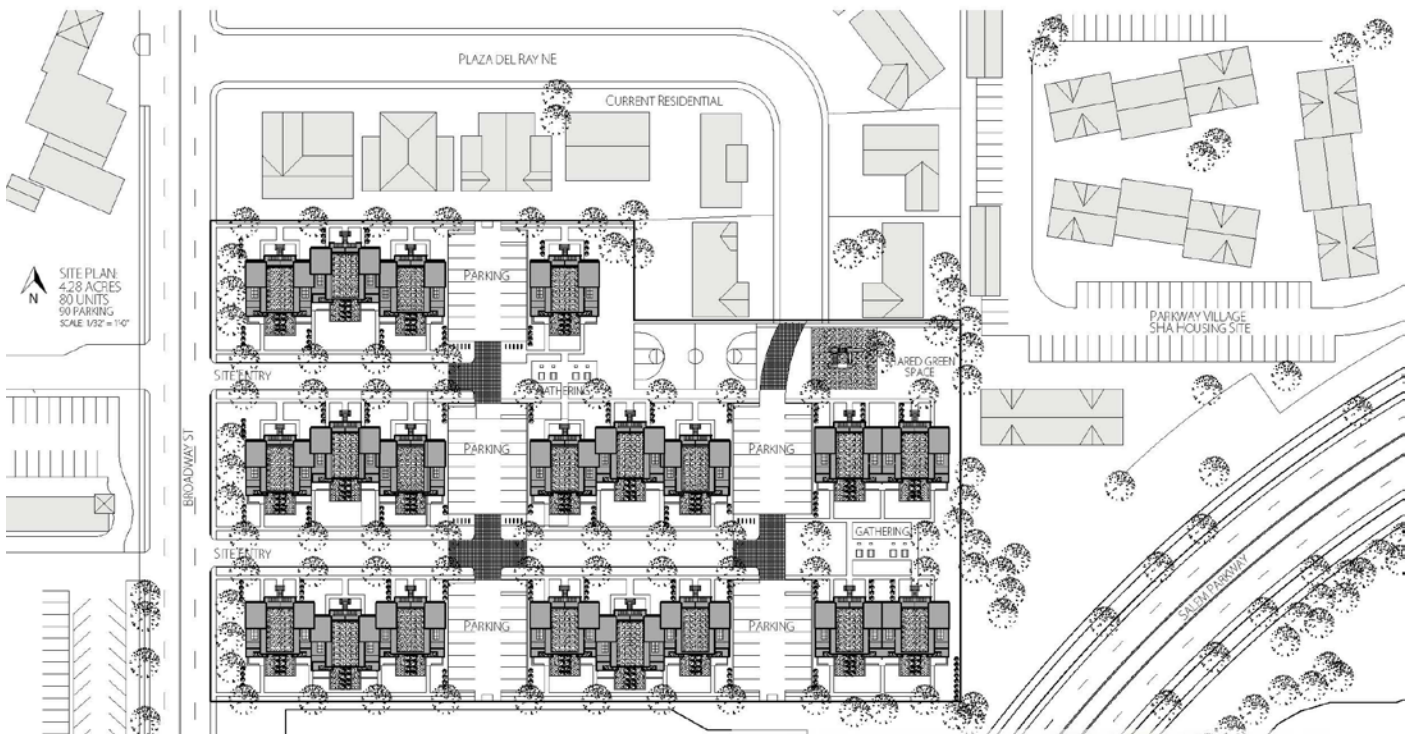 PLAZA DEL RAY NE
CURRENT RESIDENTIAL
N
SITE PLAN:
4.28 ACRES
80 UNITS
90 PARKING
SCALE: 1/32" = 1'-0"
PARKING
PARKWAY VILLAGE
SHA HOUSING SITE
SITE ENTRY
GATHERING
ARED GREEN
SPACE
BROADWAY ST
PARKING
PARKING
SITE ENTRY
GATHERING
SALEM PARKWAY
PARKING
PARKING